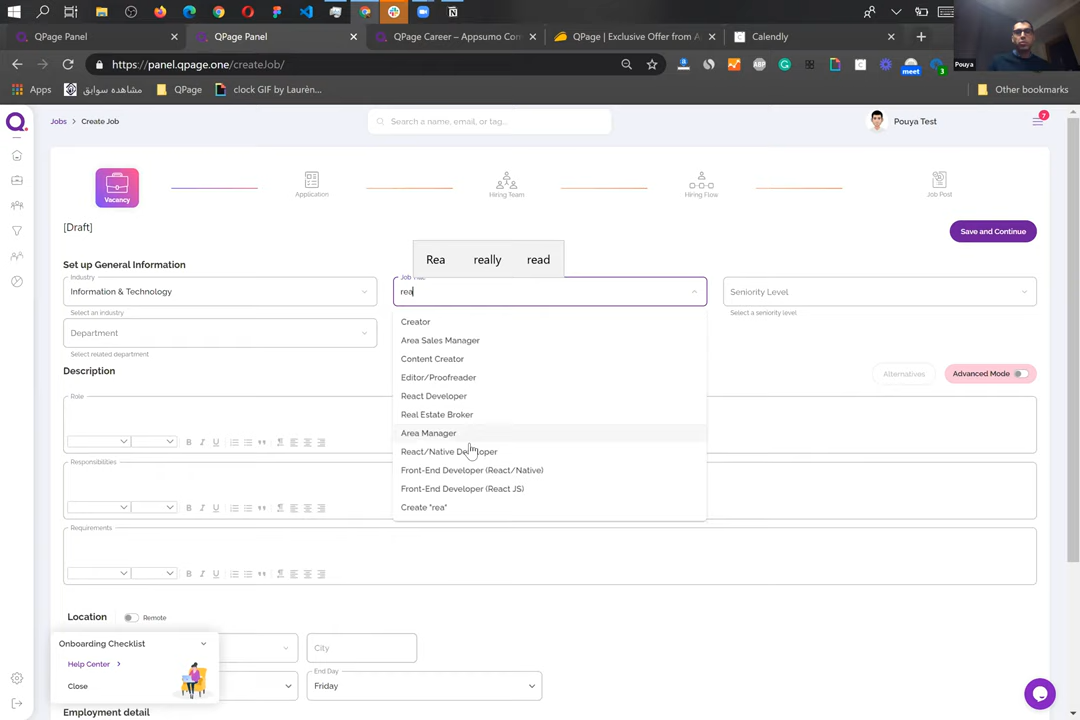 QPage Panel
QPage Panel
QPage Career – Appsumo Con
QPage | Exclusive Offer from A
Calendly
Pouya
https://panel.qpage.one/createJob/
ABP
meet
3
Apps
مشاهده سوابق
QPage
clock GIF by Laurèn...
Other bookmarks
Jobs > Create Job
Search a name, email, or tag...
Pouya Test
7
Vacancy
Application
Hiring Team
Hiring Flow
Job Post
[Draft]
Save and Continue
Rea really read
Set up General Information
Industry
Information & Technology
Select an industry
rea
Seniority Level
Select a seniority level
Department
Select related department
Creator
Area Sales Manager
Content Creator
Editor/Proofreader
React Developer
Real Estate Broker
Area Manager
React/Native Developer
Front-End Developer (React/Native)
Front-End Developer (React JS)
Create "rea"
Description
Alternatives
Advanced Mode
Role
B I U
Responsibilities
B I U
Requirements
B I U
Location
Remote
City
End Day
Friday
Onboarding Checklist
Help Center >
Close
Employment detail